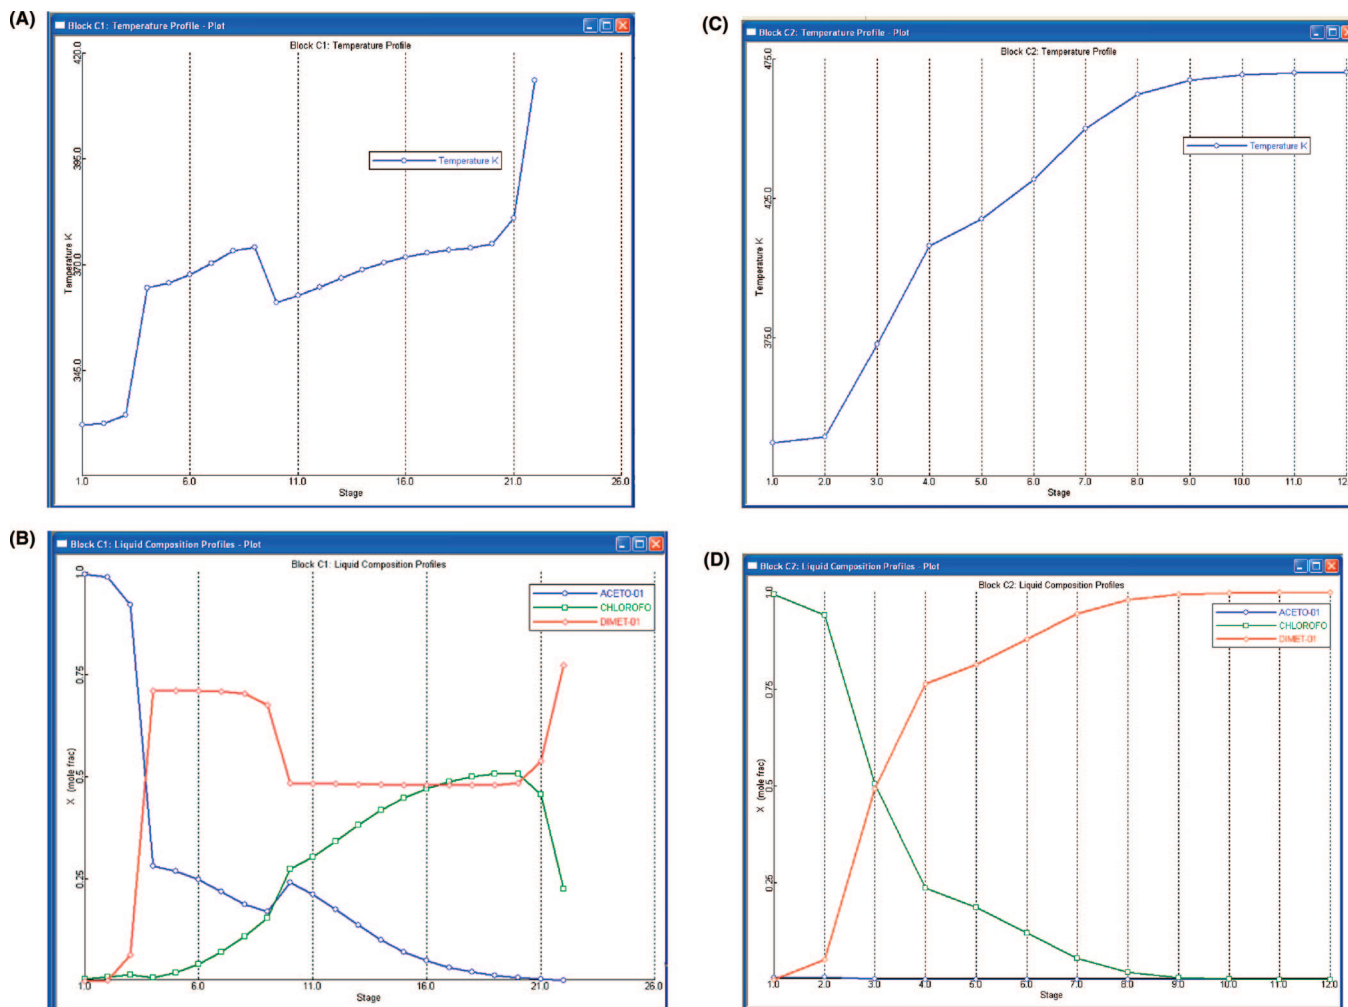 (A)
Block C1: Temperature Profile - Plot
Block C1: Temperature Profile
420.0
395.0
370.0
345.0
Temperature K
Temperature K
1.0 6.0 11.0 16.0 21.0 26.0
Stage
(C)
Block C2: Temperature Profile - Plot
Block C2: Temperature Profile
475.0
425.0
375.0
Temperature K
Temperature K
1.0 2.0 3.0 4.0 5.0 6.0 7.0 8.0 9.0 10.0 11.0 12.0
Stage
(B)
Block C1: Liquid Composition Profiles - Plot
Block C1: Liquid Composition Profiles
1.0
0.75
0.5
0.25
X (mole frac)
ACETO-01
CHLOROFO
DIMET-01
1.0 6.0 11.0 16.0 21.0 26.0
Stage
(D)
Block C2: Liquid Composition Profiles - Plot
Block C2: Liquid Composition Profiles
1.0
0.75
0.5
0.25
X (mole frac)
ACETO-01
CHLOROFO
DIMET-01
1.0 2.0 3.0 4.0 5.0 6.0 7.0 8.0 9.0 10.0 11.0 12.0
Stage